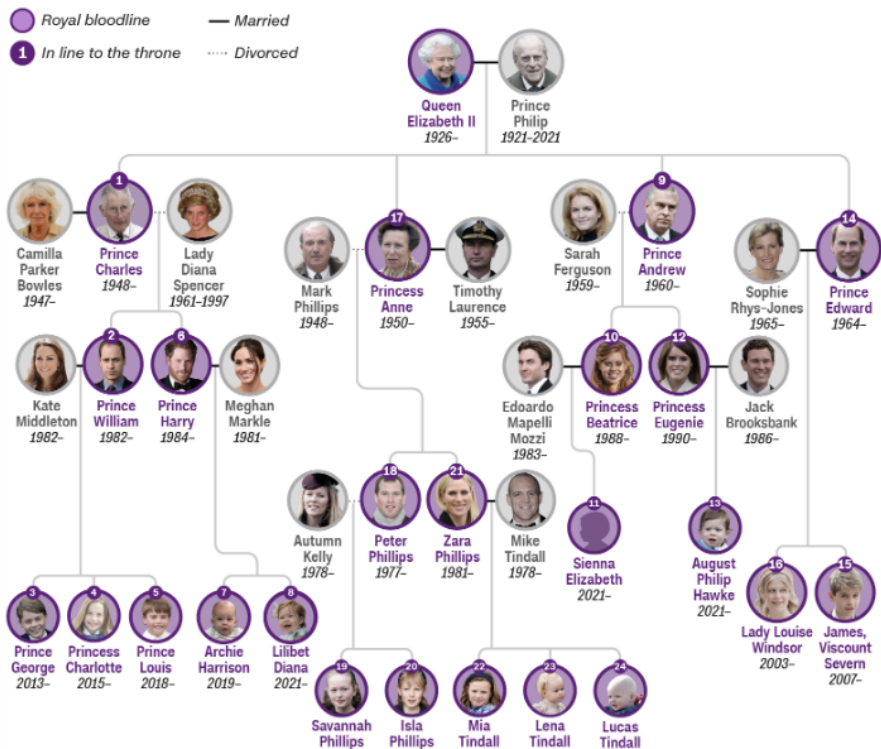 Royal bloodline
Married
1 In line to the throne
Divorced
Queen
Elizabeth II
1926–
Prince
Philip
1921–2021
1
Camilla
Parker
Bowles
1947–
Prince
Charles
1948–
Lady
Diana
Spencer
1961–1997
17
Mark
Phillips
1948–
Princess
Anne
1950–
Timothy
Laurence
1955–
9
Sarah
Ferguson
1959–
Prince
Andrew
1960–
14
Sophie
Rhys-Jones
1965–
Prince
Edward
1964–
2
Kate
Middleton
1982–
Prince
William
1982–
6
Prince
Harry
1984–
Meghan
Markle
1981–
10
Edoardo
Mapelli
Mozzi
1983–
Princess
Beatrice
1988–
12
Princess
Eugenie
1990–
Jack
Brooksbank
1986–
18
Autumn
Kelly
1978–
Peter
Phillips
1977–
21
Zara
Phillips
1981–
Mike
Tindall
1978–
11
Sienna
Elizabeth
2021–
13
August
Philip
Hawke
2021–
16
Lady Louise
Windsor
2003–
15
James,
Viscount
Severn
2007–
3
Prince
George
2013–
4
Princess
Charlotte
2015–
5
Prince
Louis
2018–
7
Archie
Harrison
2019–
8
Lilibet
Diana
2021–
19
Savannah
Phillips
20
Isla
Phillips
22
Mia
Tindall
23
Lena
Tindall
24
Lucas
Tindall